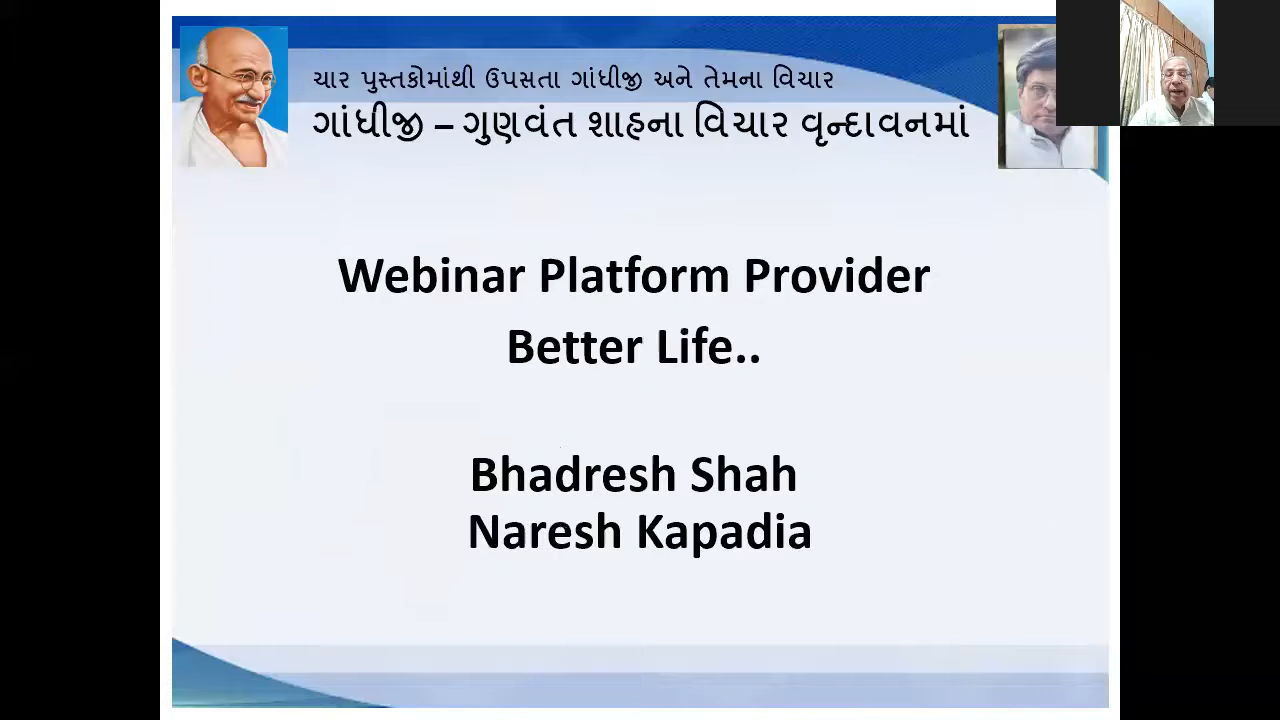 ચાર પુસ્તકોમાંથી ઉપસતા ગાંધીજી અને તેમના વિચાર
ગાંધીજી – ગુણવંત શાહના વિચાર વૃન્દાવનમાં
Webinar Platform Provider
Better Life..
Bhadresh Shah
Naresh Kapadia